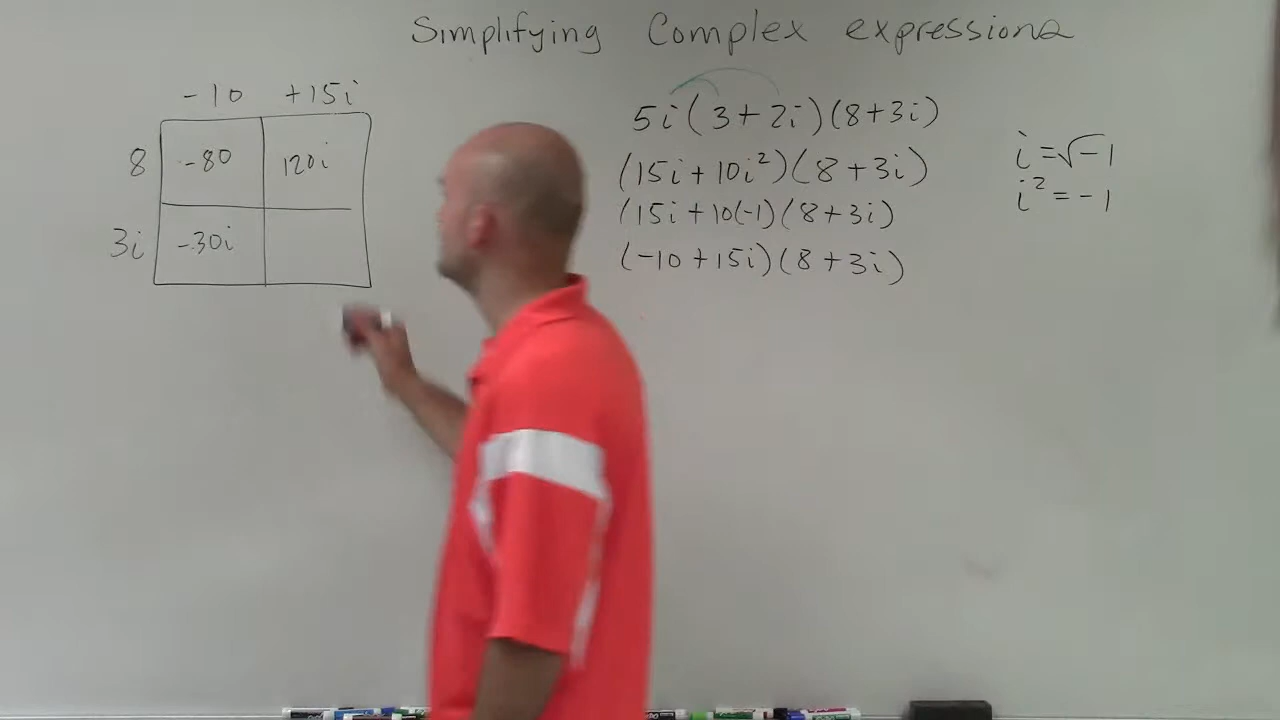 Simplifying Complex expressions
-10 +15i
8 -80 120i
3i -30i
5i(3+2i)(8+3i)
(15i+10i²)(8+3i)
(15i+10(-1)(8+3i)
(-10+15i)(8+3i)
i=√-1
i²=-1